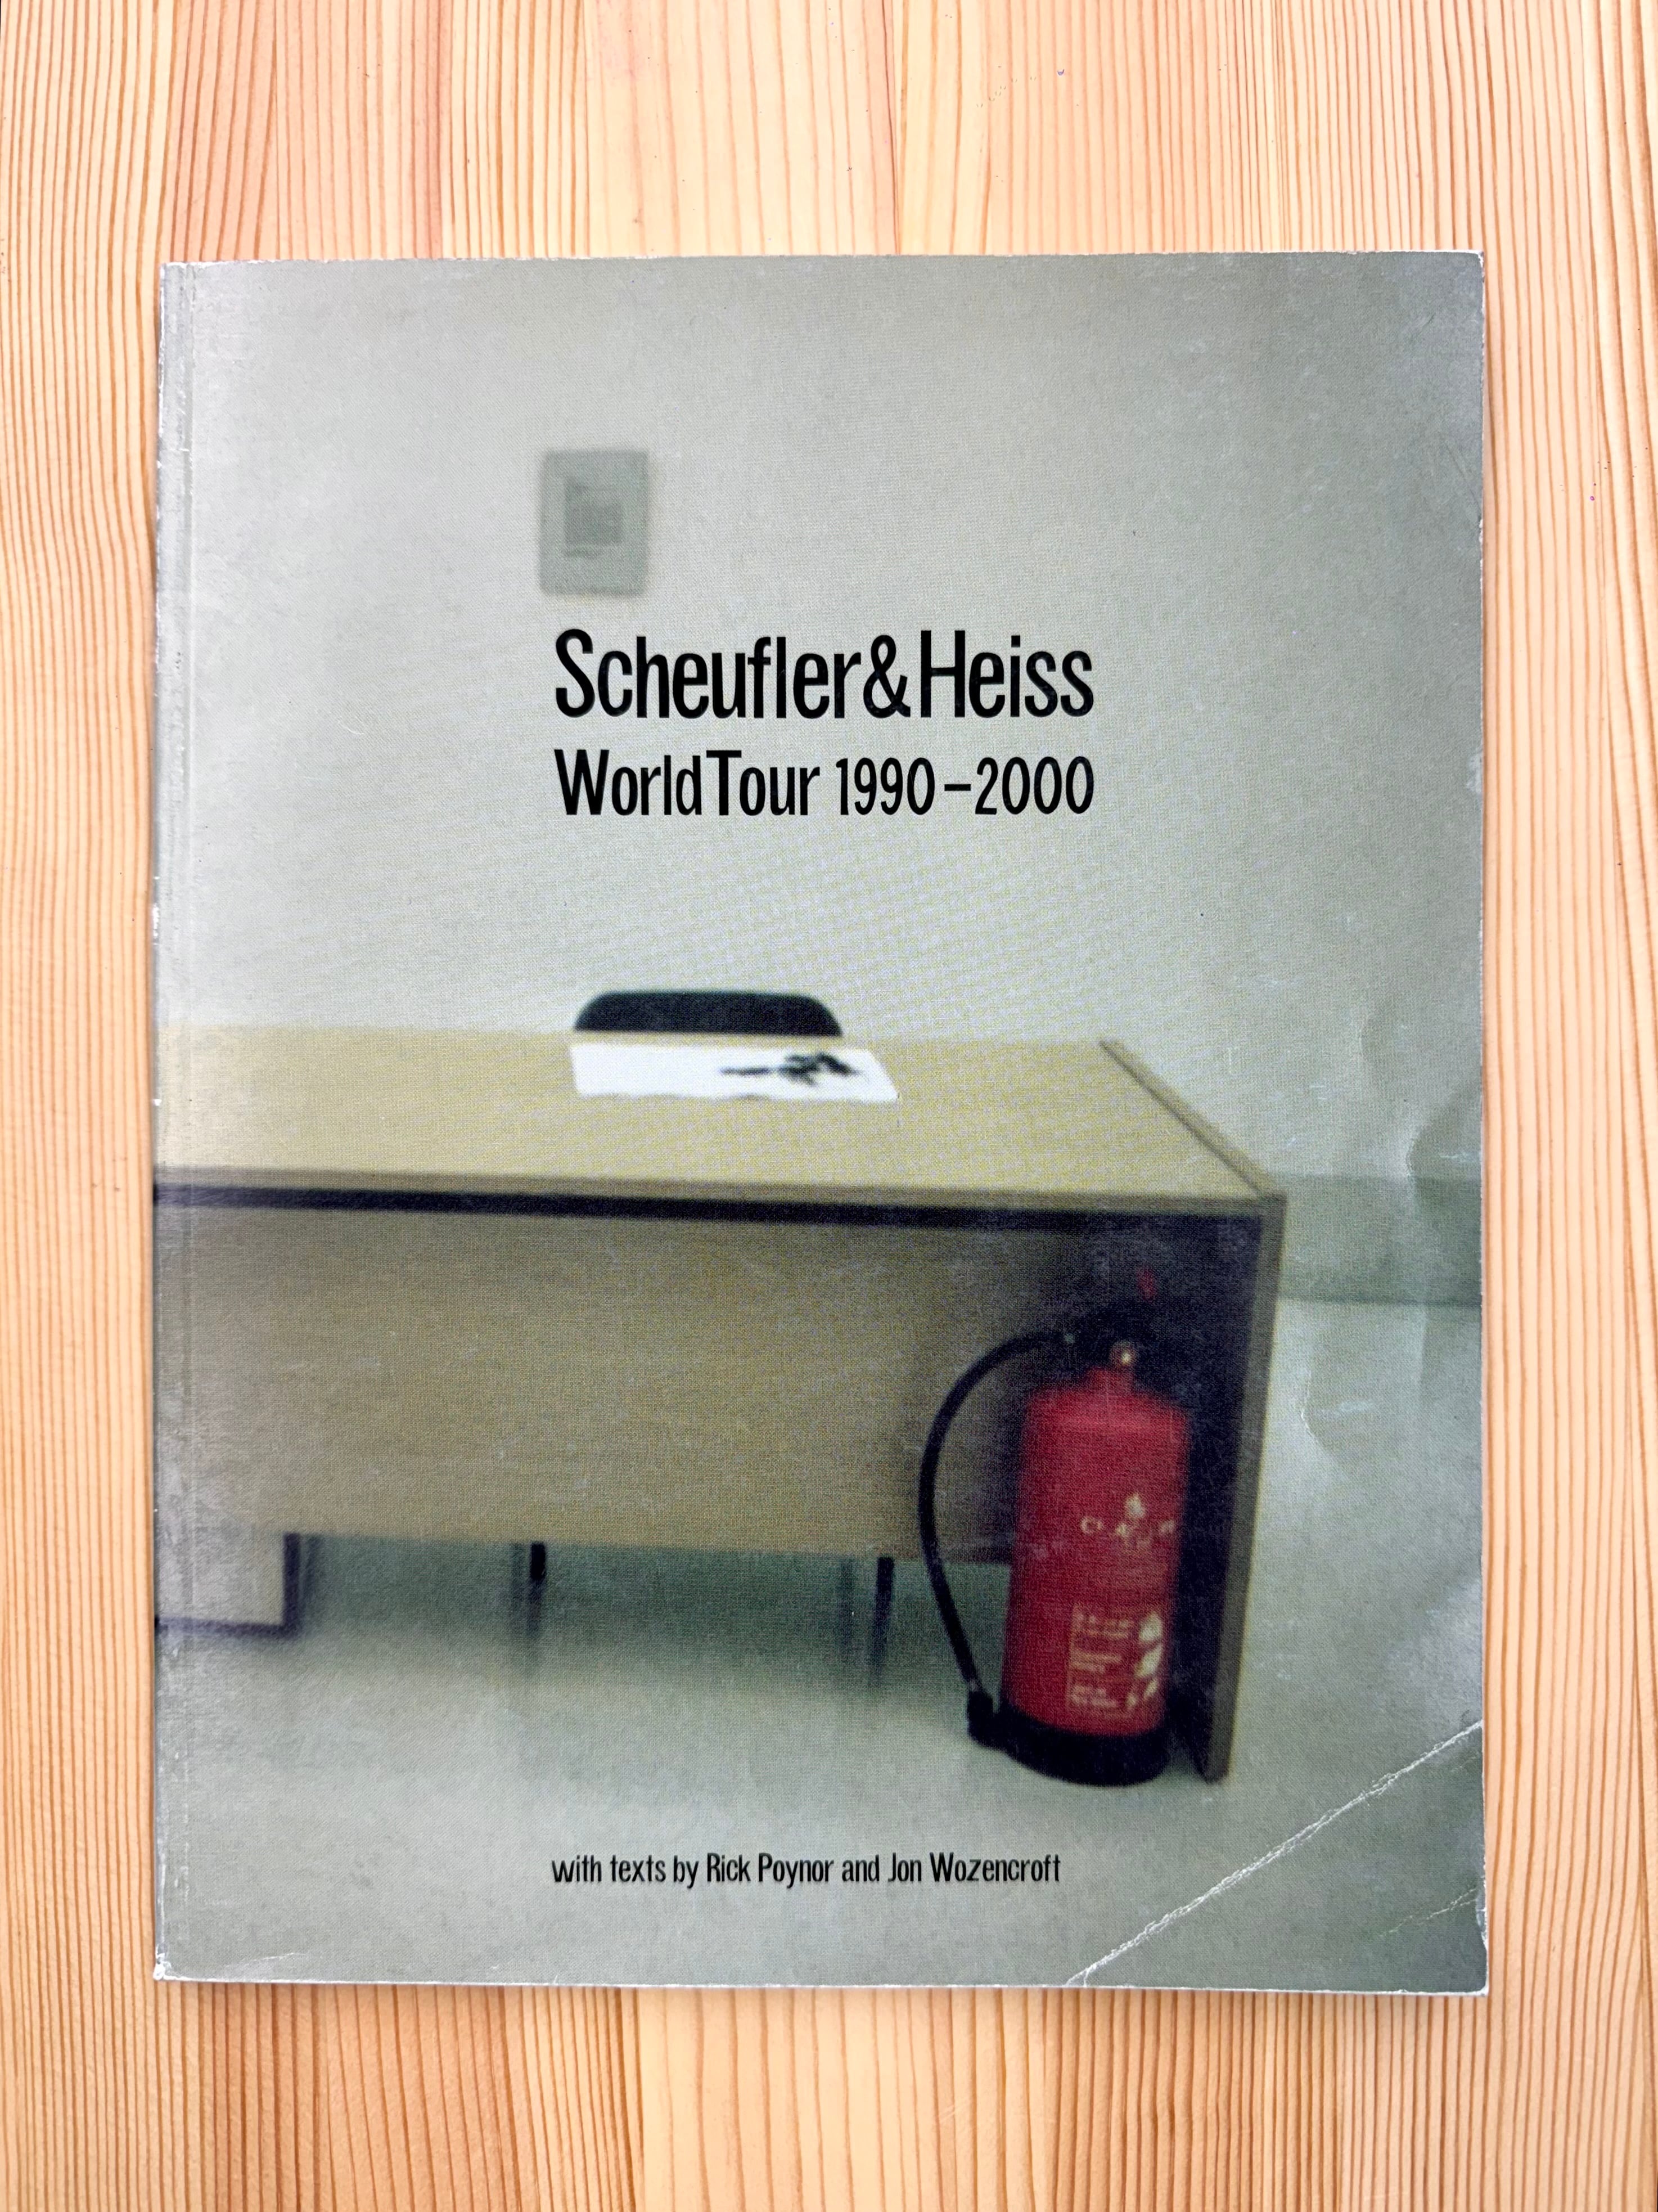 Scheufler&Heiss
WorldTour 1990–2000
with texts by Rick Poynor and Jon Wozencroft